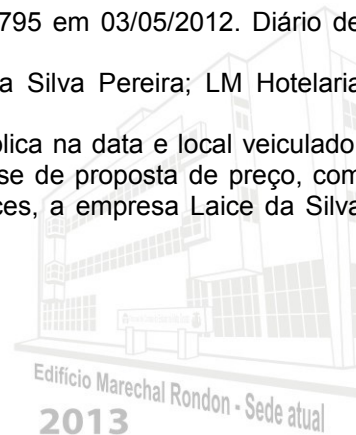 795 em 03/05/2012. Diário de
a Silva Pereira; LM Hotelaria
plica na data e local veiculado
se de proposta de preço, com
ces, a empresa Laice da Silva
Edifício Marechal Rondon - Sede atual
2013